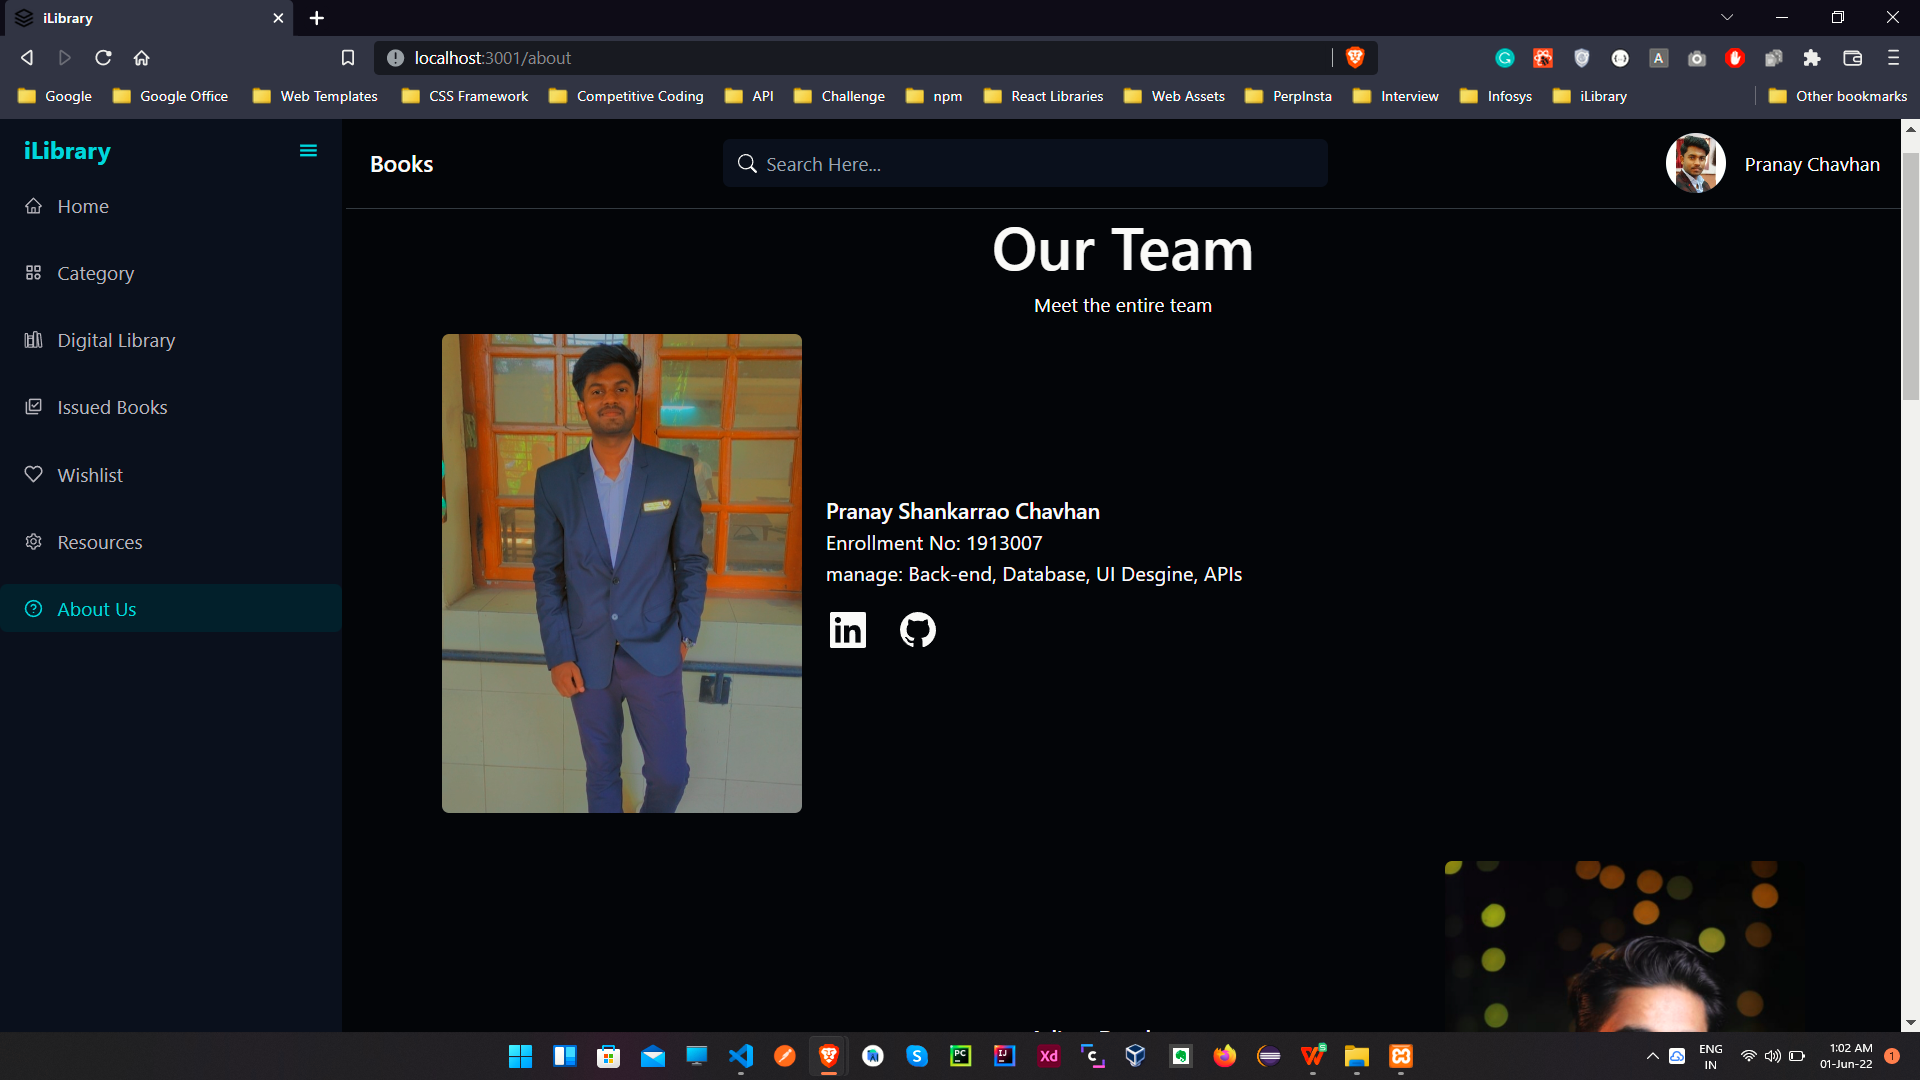 iLibrary
localhost:3001/about
Google
Google Office
Web Templates
CSS Framework
Competitive Coding
API
Challenge
npm
React Libraries
Web Assets
PerpInsta
Interview
Infosys
iLibrary
Other bookmarks
iLibrary
Books
Search Here...
Pranay Chavhan
Home
Category
Digital Library
Issued Books
Wishlist
Resources
About Us
Our Team
Meet the entire team
Pranay Shankarrao Chavhan
Enrollment No: 1913007
manage: Back-end, Database, UI Desgine, APIs
in
ENG
IN
1:02 AM
01-Jun-22
1